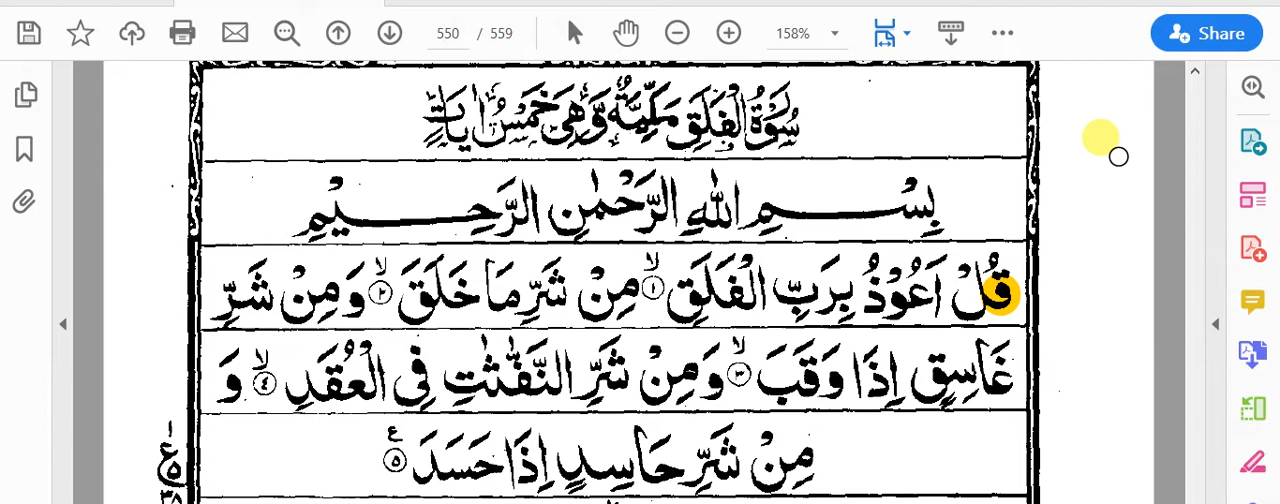 550 / 559
158%
Share
سُوْرَةُ الْفَلَقِ مَكِّيَّةٌ وَّهِيَ خَمْسُ اٰيَاتٍ
بِسْمِ اللّٰهِ الرَّحْمٰنِ الرَّحِيْمِ
قُلْ اَعُوْذُ بِرَبِّ الْفَلَقِ ۙ۱ مِنْ شَرِّ مَا خَلَقَ ۙ۲ وَمِنْ شَرِّ
غَاسِقٍ اِذَا وَقَبَ ۙ۳ وَمِنْ شَرِّ النَّفّٰثٰتِ فِى الْعُقَدِ ۙ۴ وَ
مِنْ شَرِّ حَاسِدٍ اِذَا حَسَدَ ۵ ع